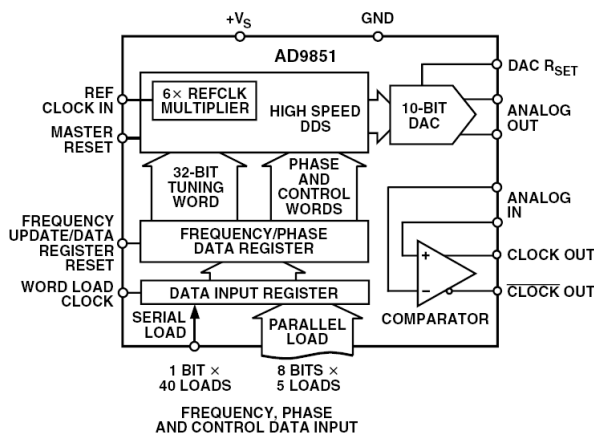 +VS
GND
AD9851
REF
CLOCK IN
6× REFCLK
MULTIPLIER
HIGH SPEED
DDS
10-BIT
DAC
DAC RSET
ANALOG
OUT
MASTER
RESET
32-BIT
TUNING
WORD
PHASE
AND
CONTROL
WORDS
ANALOG
IN
FREQUENCY
UPDATE/DATA
REGISTER
RESET
FREQUENCY/PHASE
DATA REGISTER
+
−
CLOCK OUT
CLOCK OUT
COMPARATOR
WORD LOAD
CLOCK
DATA INPUT REGISTER
SERIAL
LOAD
PARALLEL
LOAD
1 BIT ×
40 LOADS
8 BITS ×
5 LOADS
FREQUENCY, PHASE
AND CONTROL DATA INPUT